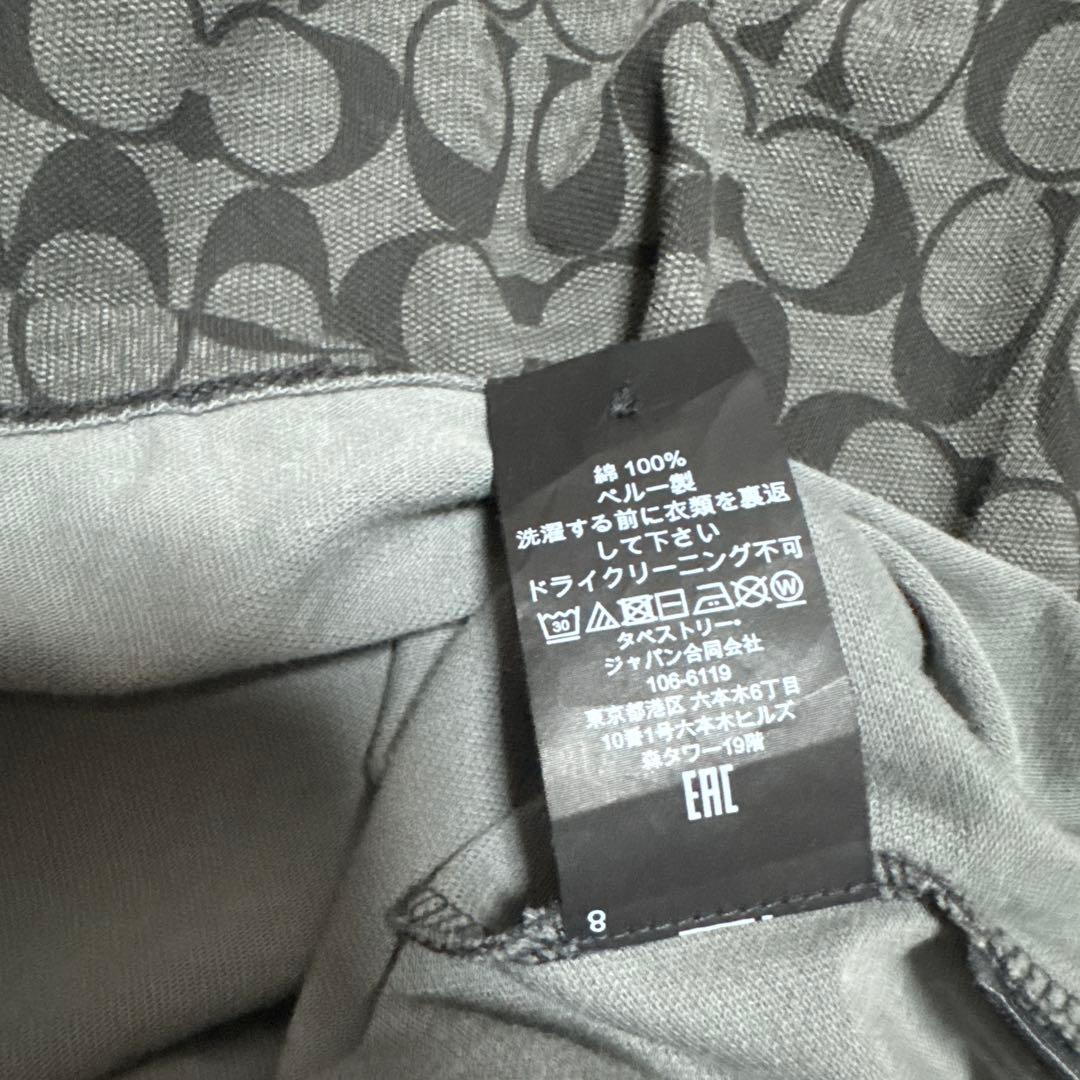 綿 100%
ペルー製
洗濯する前に衣類を裏返
して下さい
ドライクリーニング不可
30 W
タペストリー・
ジャパン合同会社
106-6119
東京都港区 六本木6丁目
10番1号六本木ヒルズ
森タワー19階
EAC
8